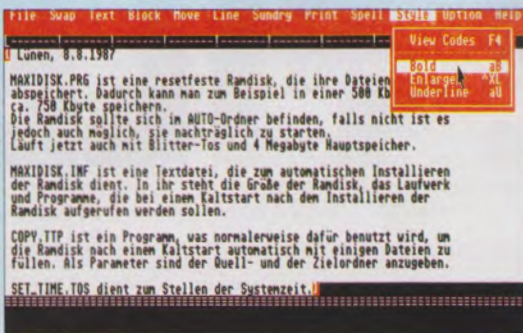 File Swap Text Block Move Line Sundry Print Spell Style Option Help
View Codes F4
Bold aB
Enlarged ^XL
Underline aU
Lünen, 8.8.1987
MAXIDISK.PRG ist eine resetfeste Ramdisk, die ihre Dateien
abspeichert. Dadurch kann man zum Beispiel in einer 500 Kb
ca. 750 Kbyte speichern.
Die Ramdisk sollte sich im AUTO-Ordner befinden, falls nicht ist es
jedoch auch möglich, sie nachträglich zu starten.
Läuft jetzt auch mit Blitter-Tos und 4 Megabyte Hauptspeicher.
MAXIDISK.INF ist eine Textdatei, die zum automatischen Installieren
der Ramdisk dient. In ihr steht die Größe der Ramdisk, das Laufwerk
und Programme, die bei einem Kaltstart nach dem Installieren der
Ramdisk aufgerufen werden sollen.
COPY.TTP ist ein Programm, was normalerweise dafür benutzt wird, um
die Ramdisk nach einem Kaltstart automatisch mit einigen Dateien zu
füllen. Als Parameter sind der Quell- und der Zielordner anzugeben.
SET_TIME.TOS dient zum Stellen der Systemzeit.